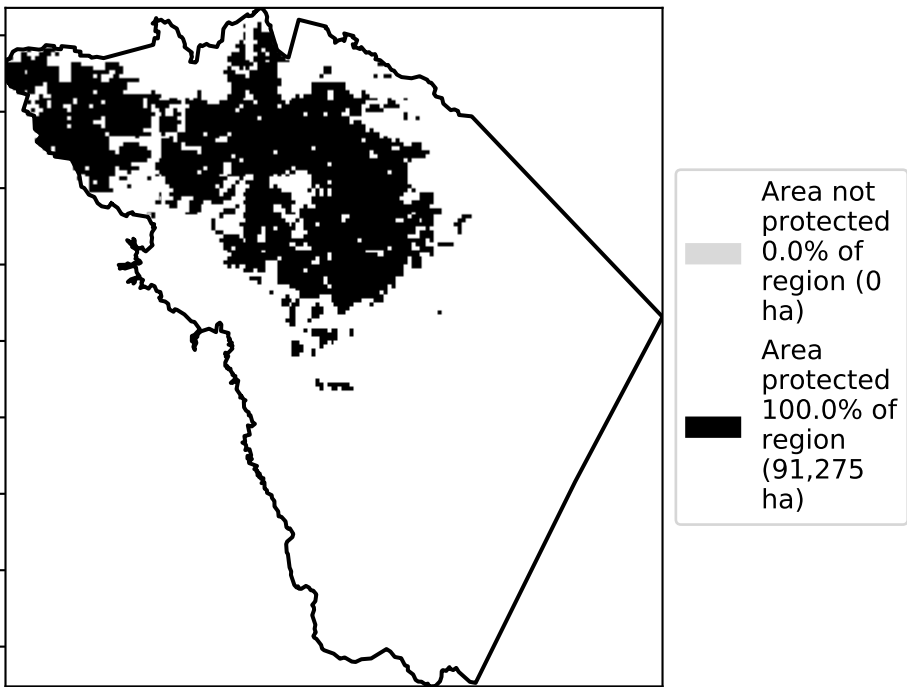 Area not
protected
0.0% of
region (0
ha)
Area
protected
100.0% of
region
(91,275
ha)